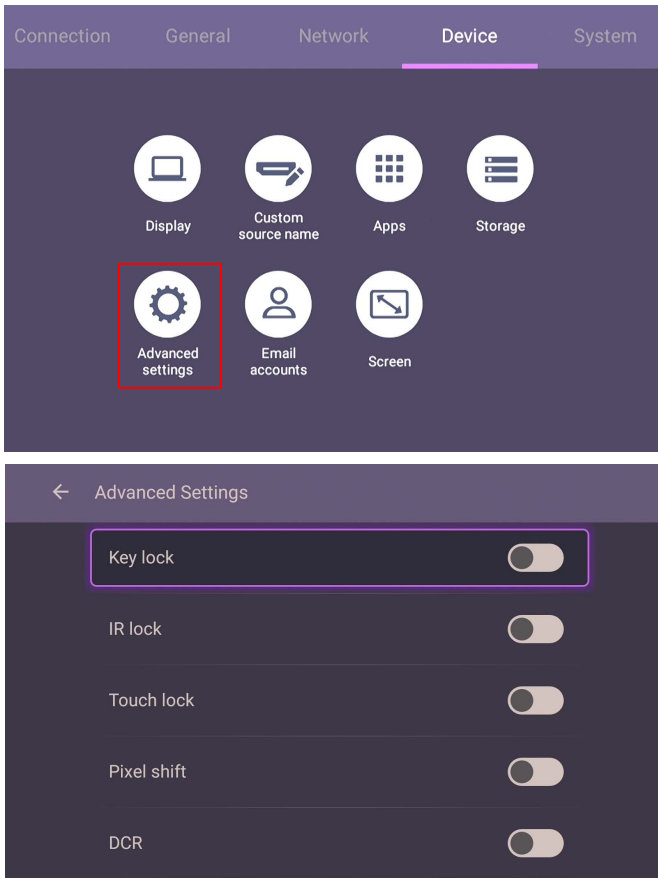 Connection General Network Device System
Display
Custom
source name
Apps
Storage
Advanced
settings
Email
accounts
Screen
Advanced Settings
Key lock
IR lock
Touch lock
Pixel shift
DCR